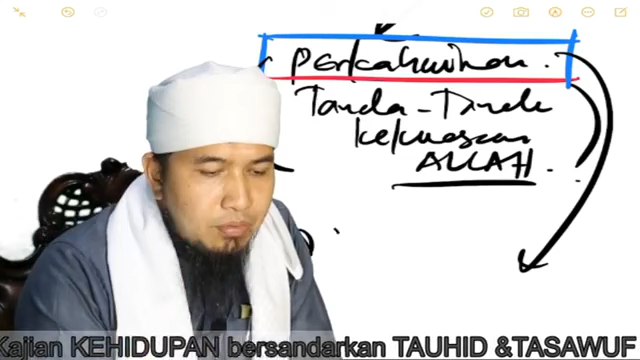 Perkahwinan.
Tanda-Tanda
kekuasaan
ALLAH.
Kajian KEHIDUPAN bersandarkan TAUHID &TASAWUF